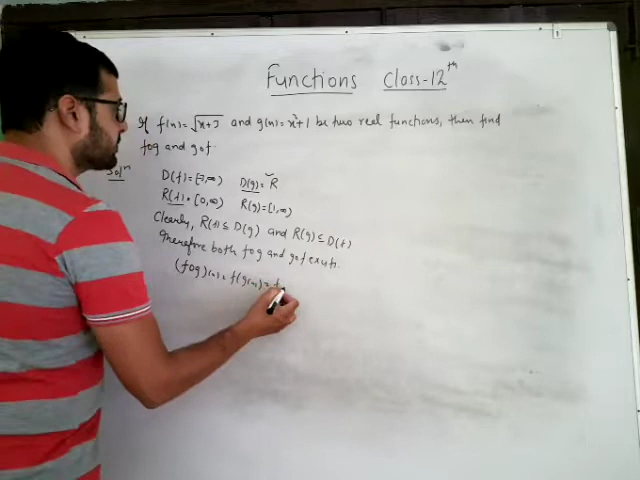 Functions Class-12th
If f(x)=√x+3 and g(x)=x²+1 be two real functions, then find
fog and gof.
Solⁿ
D(f)=[-3,∞) D(g)=R
R(f)=[0,∞) R(g)=[1,∞)
Clearly, R(f)⊆D(g) and R(g)⊆D(f)
Therefore both fog and gof exists.
(fog)(x)=f(g(x))=f